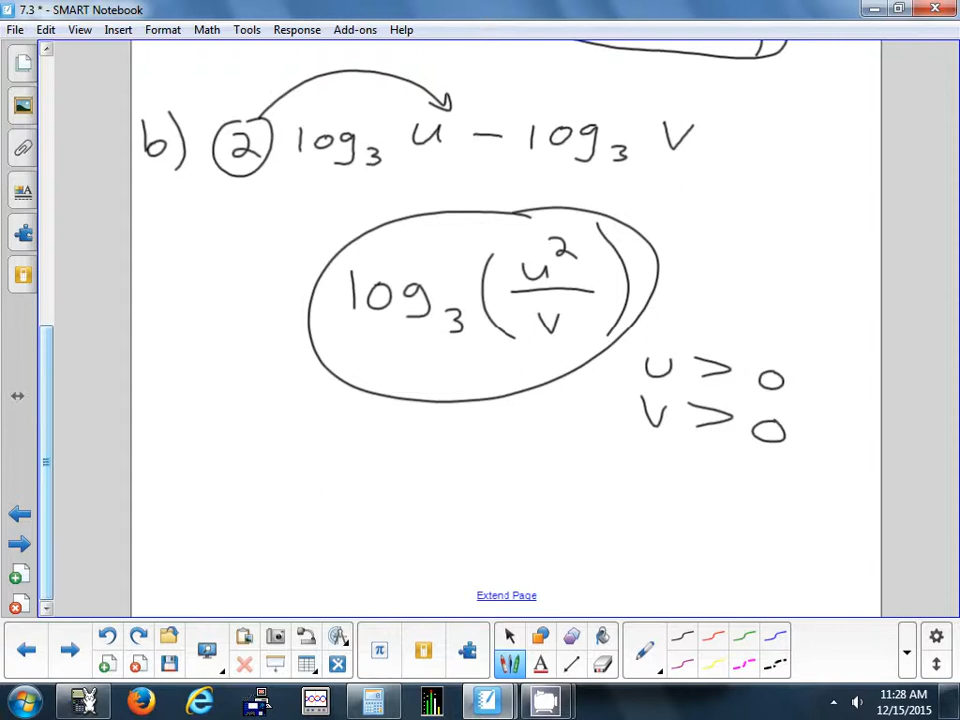 7.3 * - SMART Notebook
File Edit View Insert Format Math Tools Response Add-ons Help
b) 2 log₃ u - log₃ v
log₃ (u²/v)
u > 0
v > 0
Extend Page
11:28 AM
12/15/2015